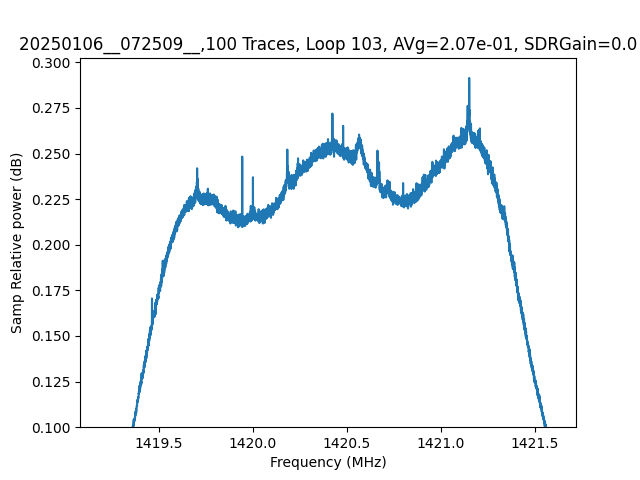 20250106__072509__,100 Traces, Loop 103, AVg=2.07e-01, SDRGain=0.0
0.300
0.275
0.250
0.225
0.200
0.175
0.150
0.125
0.100
Samp Relative power (dB)
1419.5 1420.0 1420.5 1421.0 1421.5
Frequency (MHz)